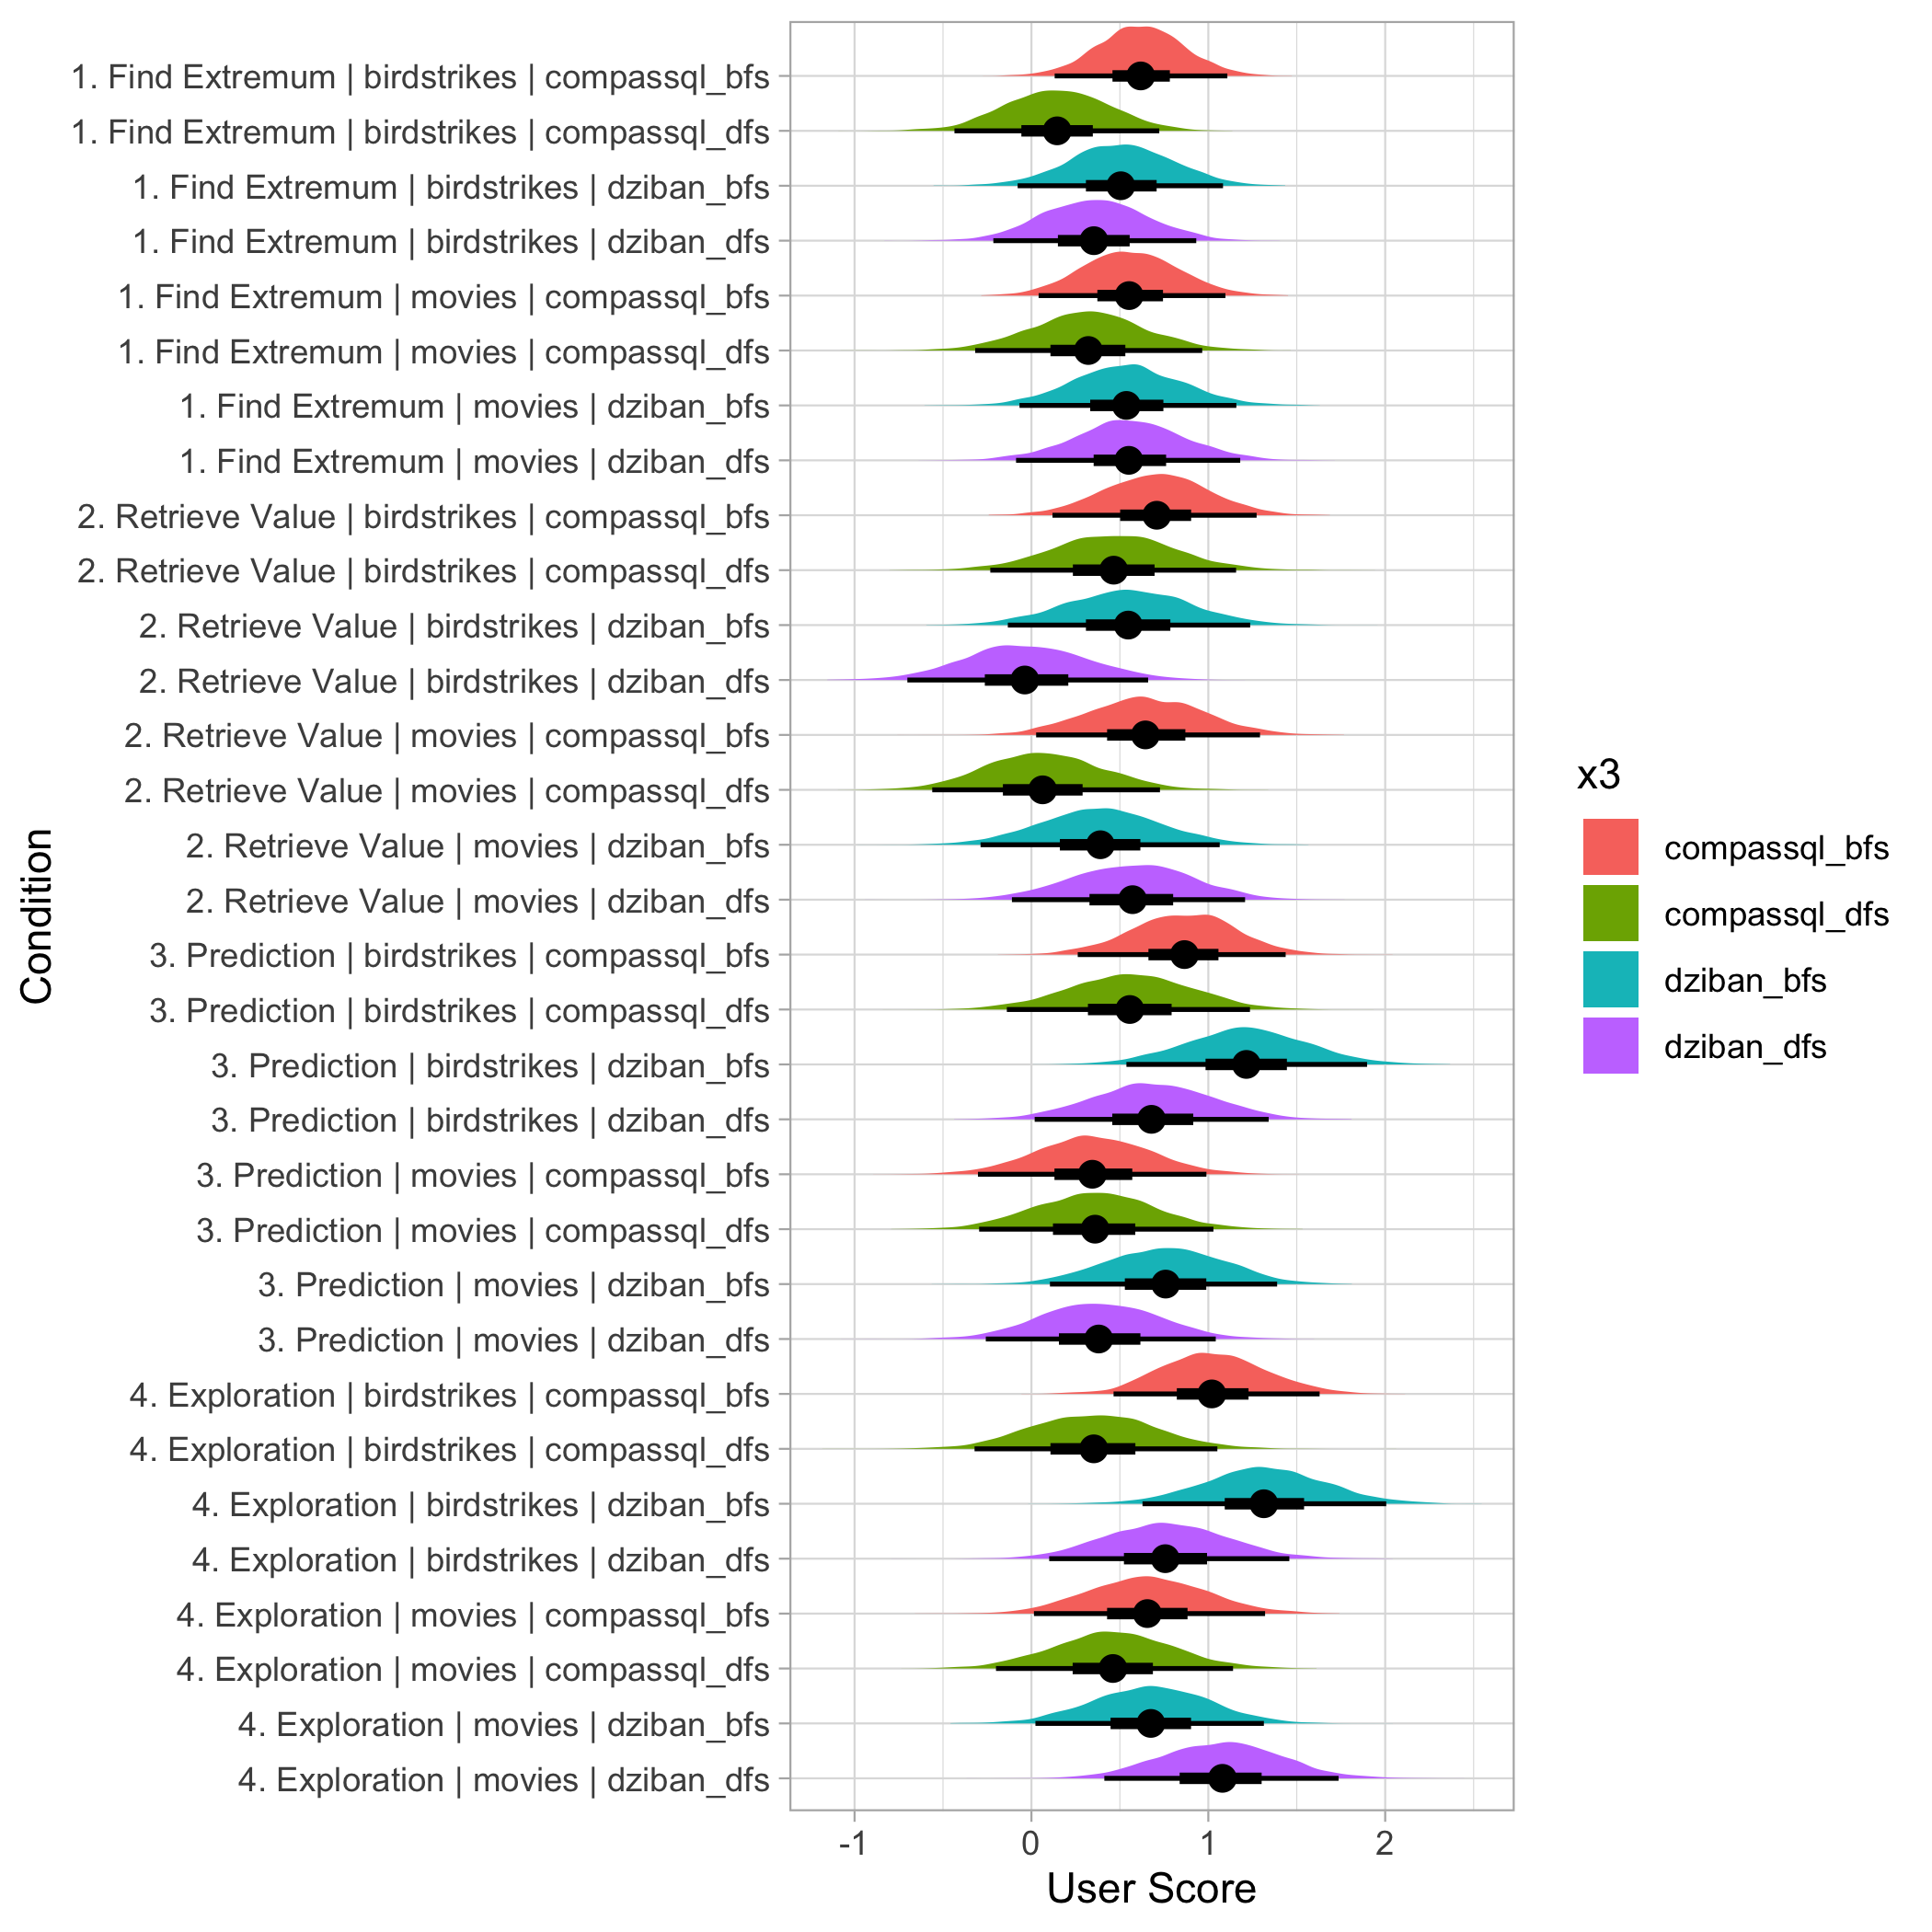 1. Find Extremum | birdstrikes | compassql_bfs
1. Find Extremum | birdstrikes | compassql_dfs
1. Find Extremum | birdstrikes | dziban_bfs
1. Find Extremum | birdstrikes | dziban_dfs
1. Find Extremum | movies | compassql_bfs
1. Find Extremum | movies | compassql_dfs
1. Find Extremum | movies | dziban_bfs
1. Find Extremum | movies | dziban_dfs
2. Retrieve Value | birdstrikes | compassql_bfs
2. Retrieve Value | birdstrikes | compassql_dfs
2. Retrieve Value | birdstrikes | dziban_bfs
2. Retrieve Value | birdstrikes | dziban_dfs
2. Retrieve Value | movies | compassql_bfs
2. Retrieve Value | movies | compassql_dfs
2. Retrieve Value | movies | dziban_bfs
2. Retrieve Value | movies | dziban_dfs
3. Prediction | birdstrikes | compassql_bfs
3. Prediction | birdstrikes | compassql_dfs
3. Prediction | birdstrikes | dziban_bfs
3. Prediction | birdstrikes | dziban_dfs
3. Prediction | movies | compassql_bfs
3. Prediction | movies | compassql_dfs
3. Prediction | movies | dziban_bfs
3. Prediction | movies | dziban_dfs
4. Exploration | birdstrikes | compassql_bfs
4. Exploration | birdstrikes | compassql_dfs
4. Exploration | birdstrikes | dziban_bfs
4. Exploration | birdstrikes | dziban_dfs
4. Exploration | movies | compassql_bfs
4. Exploration | movies | compassql_dfs
4. Exploration | movies | dziban_bfs
4. Exploration | movies | dziban_dfs
Condition
-1 0 1 2
User Score
x3
compassql_bfs
compassql_dfs
dziban_bfs
dziban_dfs